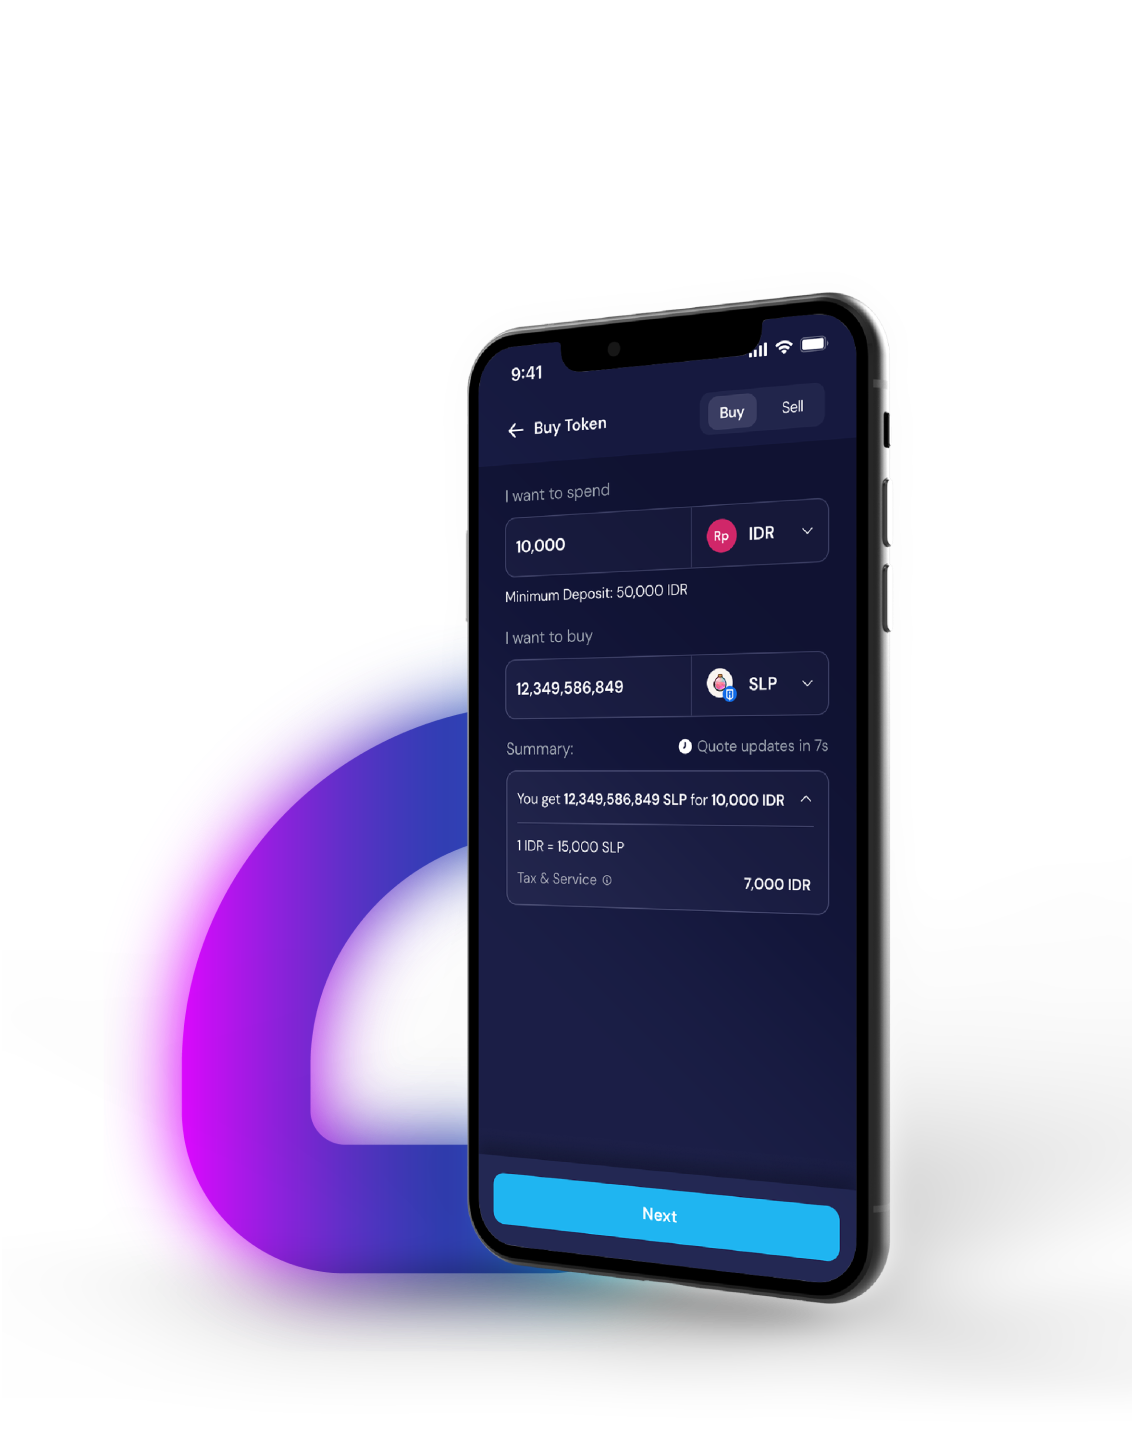 9:41
Buy Token
Buy
Sell
I want to spend
10,000
Rp
IDR
Minimum Deposit: 50,000 IDR
I want to buy
12,349,586,849
SLP
Summary:
Quote updates in 7s
You get 12,349,586,849 SLP for 10,000 IDR
1 IDR = 15,000 SLP
Tax & Service
7,000 IDR
Next